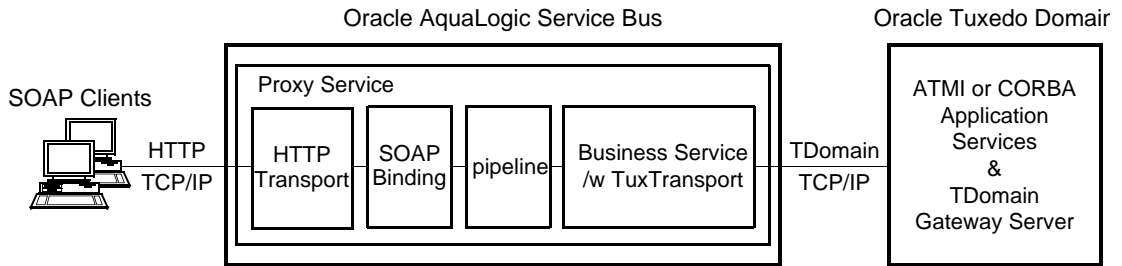 Oracle AquaLogic Service Bus
Oracle Tuxedo Domain
SOAP Clients
HTTP
TCP/IP
Proxy Service
HTTP
Transport
SOAP
Binding
pipeline
Business Service
/w TuxTransport
TDomain
TCP/IP
ATMI or CORBA
Application
Services
&
TDomain
Gateway Server